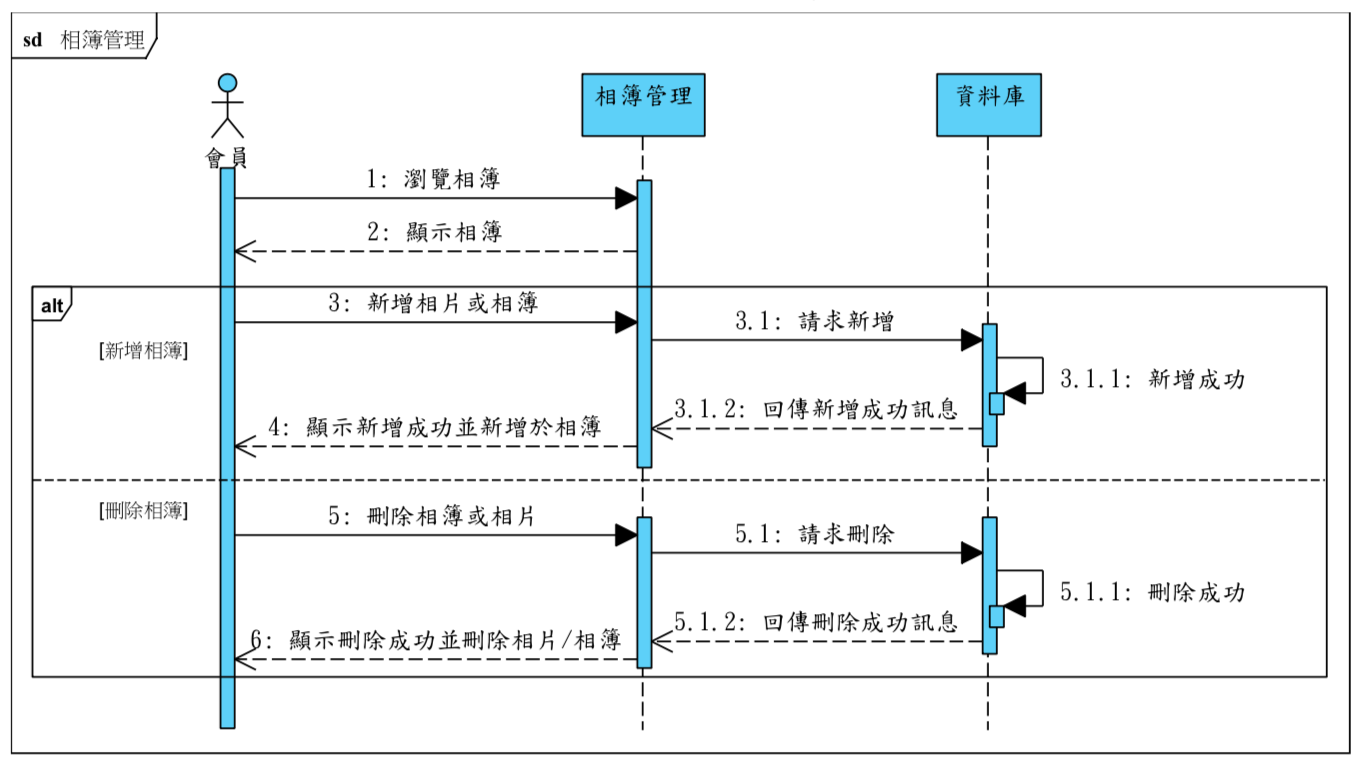 sd 相簿管理
相簿管理
資料庫
會員
1: 瀏覽相簿
2: 顯示相簿
alt
3: 新增相片或相簿
3.1: 請求新增
[新增相簿]
3.1.1: 新增成功
3.1.2: 回傳新增成功訊息
4: 顯示新增成功並新增於相簿
[刪除相簿]
5: 刪除相簿或相片
5.1: 請求刪除
5.1.1: 刪除成功
5.1.2: 回傳刪除成功訊息
6: 顯示刪除成功並刪除相片/相簿